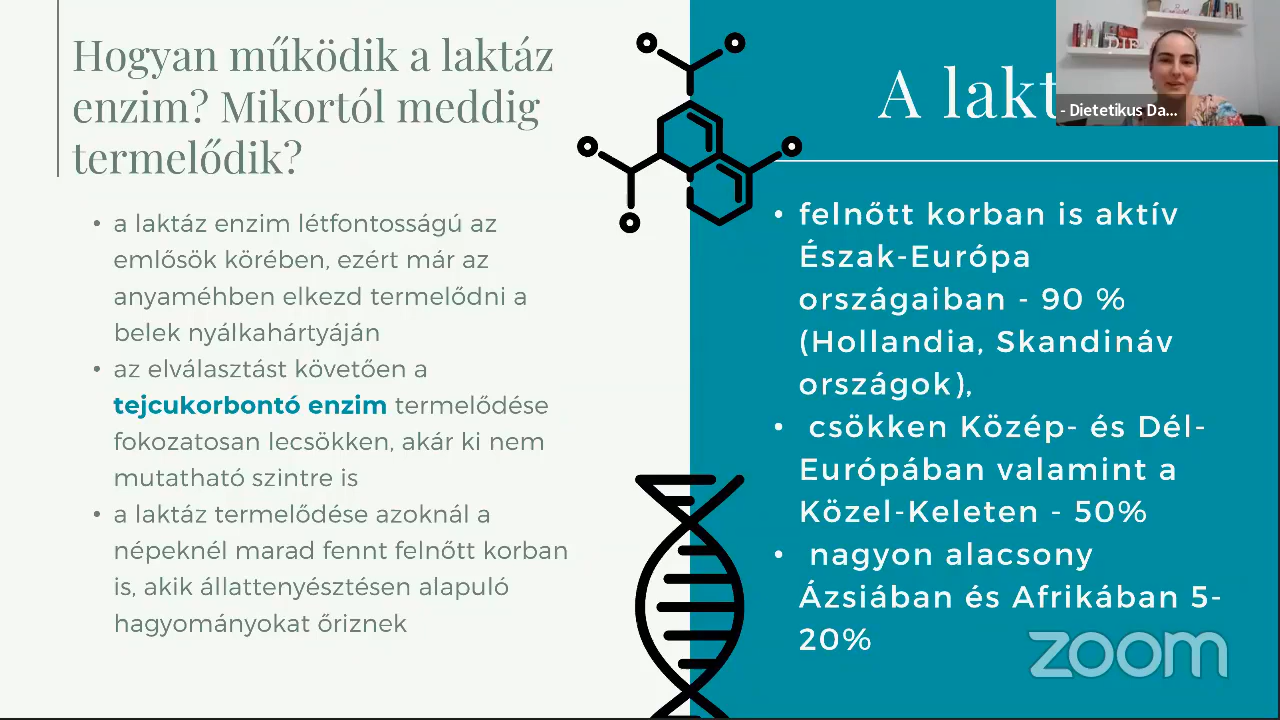 Hogyan működik a laktáz
enzim? Mikortól meddig
termelődik?
• a laktáz enzim létfontosságú az
emlősök körében, ezért már az
anyaméhben elkezd termelődni a
belek nyálkahártyáján
• az elválasztást követően a
tejcukorbontó enzim termelődése
fokozatosan lecsökken, akár ki nem
mutatható szintre is
• a laktáz termelődése azoknál a
népeknél marad fennt felnőtt korban
is, akik állattenyésztésen alapuló
hagyományokat őriznek
A lakt
- Dietetikus Da...
• felnőtt korban is aktív
Észak-Európa
országaiban - 90 %
(Hollandia, Skandináv
országok),
• csökken Közép- és Dél-
Európában valamint a
Közel-Keleten - 50%
• nagyon alacsony
Ázsiában és Afrikában 5-
20%
zoom